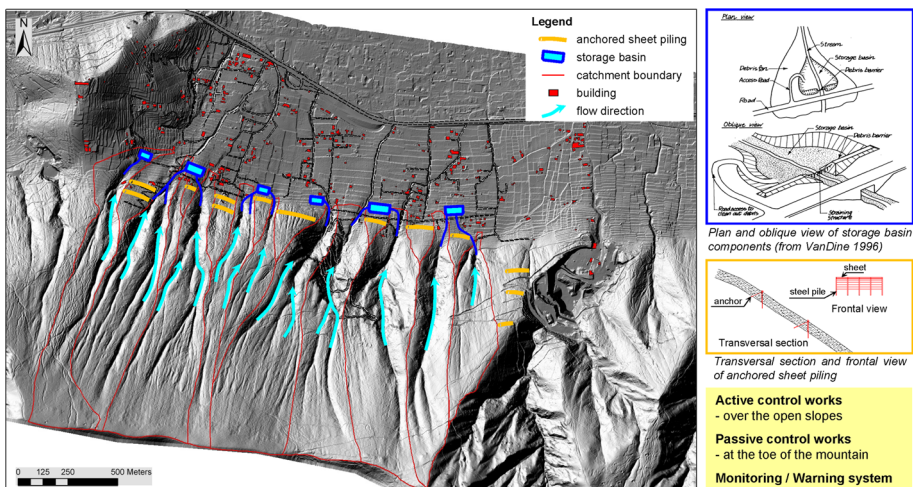 N
Legend
anchored sheet piling
storage basin
catchment boundary
building
flow direction
0 125 250 500 Meters
Plan view
Stream
Storage basin
Debris fan
Debris barrier
Access Road
Road
Oblique view
Storage basin
Debris barrier
Road access to
clean out debris
Straining
structure
Plan and oblique view of storage basin
components (from VanDine 1996)
sheet
steel pile
anchor
Frontal view
Transversal section
Transversal section and frontal view
of anchored sheet piling
Active control works
- over the open slopes
Passive control works
- at the toe of the mountain
Monitoring / Warning system